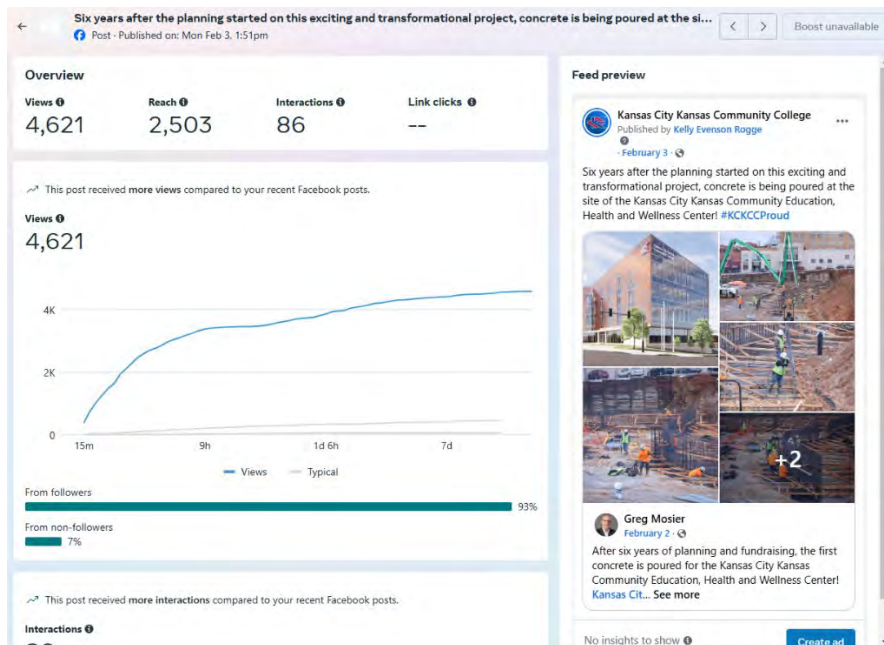 Six years after the planning started on this exciting and transformational project, concrete is being poured at the si...
Post · Published on: Mon Feb 3, 1:51pm
Boost unavailable
Overview
Views
Reach
Interactions
Link clicks
4,621
2,503
86
--
This post received more views compared to your recent Facebook posts.
Views
4,621
4K
2K
0
15m
9h
1d 6h
7d
Views
Typical
From followers
93%
From non-followers
7%
This post received more interactions compared to your recent Facebook posts.
Interactions
Feed preview
Kansas City Kansas Community College
Published by Kelly Evenson Rogge
· February 3 ·
Six years after the planning started on this exciting and
transformational project, concrete is being poured at the
site of the Kansas City Kansas Community Education,
Health and Wellness Center! #KCKCCProud
+2
Greg Mosier
February 2 ·
After six years of planning and fundraising, the first
concrete is poured for the Kansas City Kansas
Community Education, Health and Wellness Center!
Kansas Cit... See more
No insights to show
Create ad